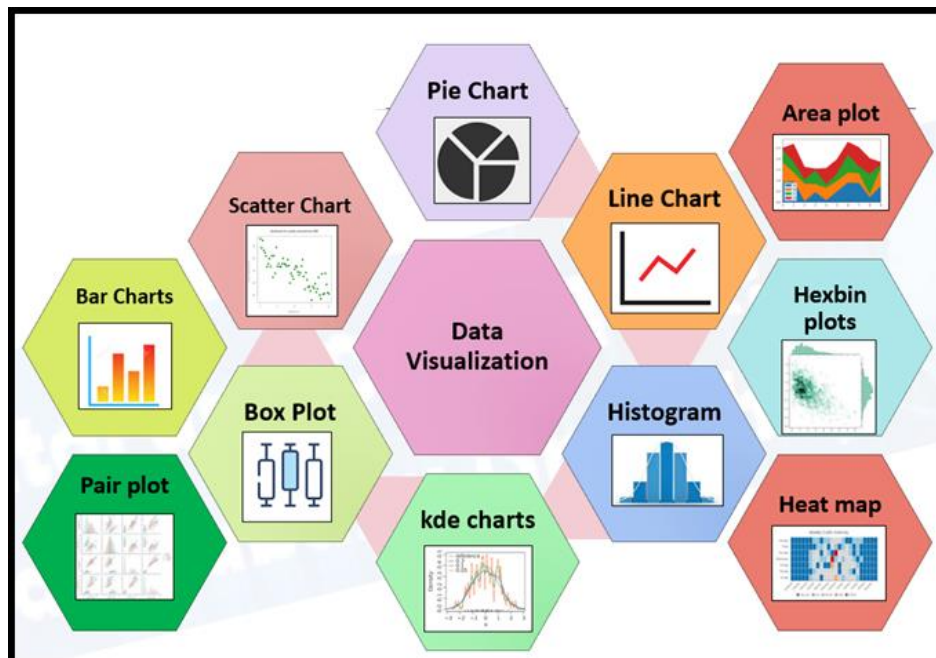 Pie Chart
Area plot
Scatter Chart
Line Chart
Bar Charts
Data
Visualization
Hexbin
plots
Box Plot
Histogram
Pair plot
kde charts
Heat map
Density